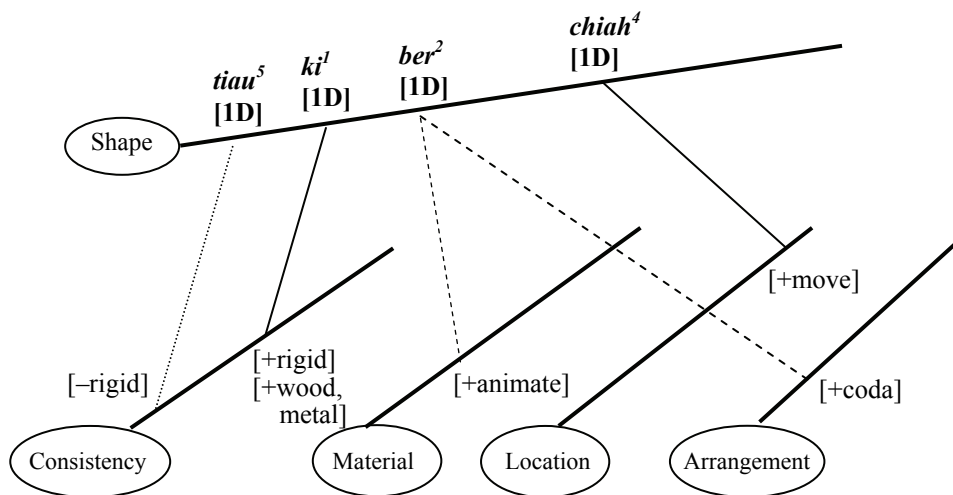 tiau⁵ ki¹ ber² chiah⁴
[1D] [1D] [1D] [1D]
Shape
[+move]
[–rigid] [+rigid] [+animate] [+coda]
[+wood,
metal]
Consistency Material Location Arrangement